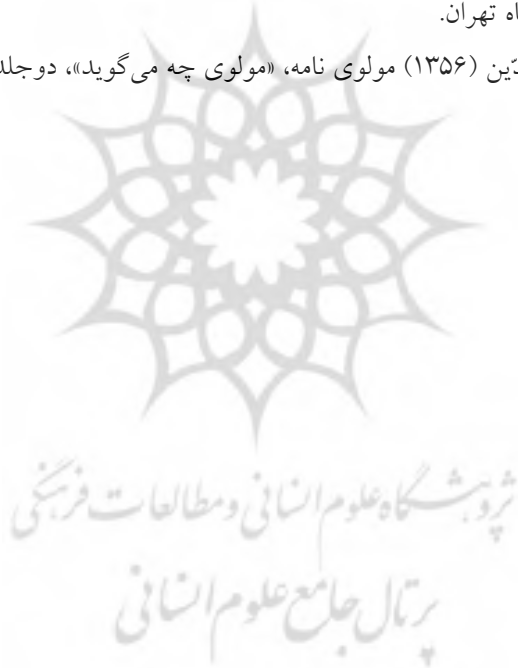 اه تهران.
دّین (۱۳۵۶) مولوی نامه، «مولوی چه می‌گوید»، دوجلد
پژوهشگاه علوم انسانی و مطالعات فرهنگی
پرتال جامع علوم انسانی